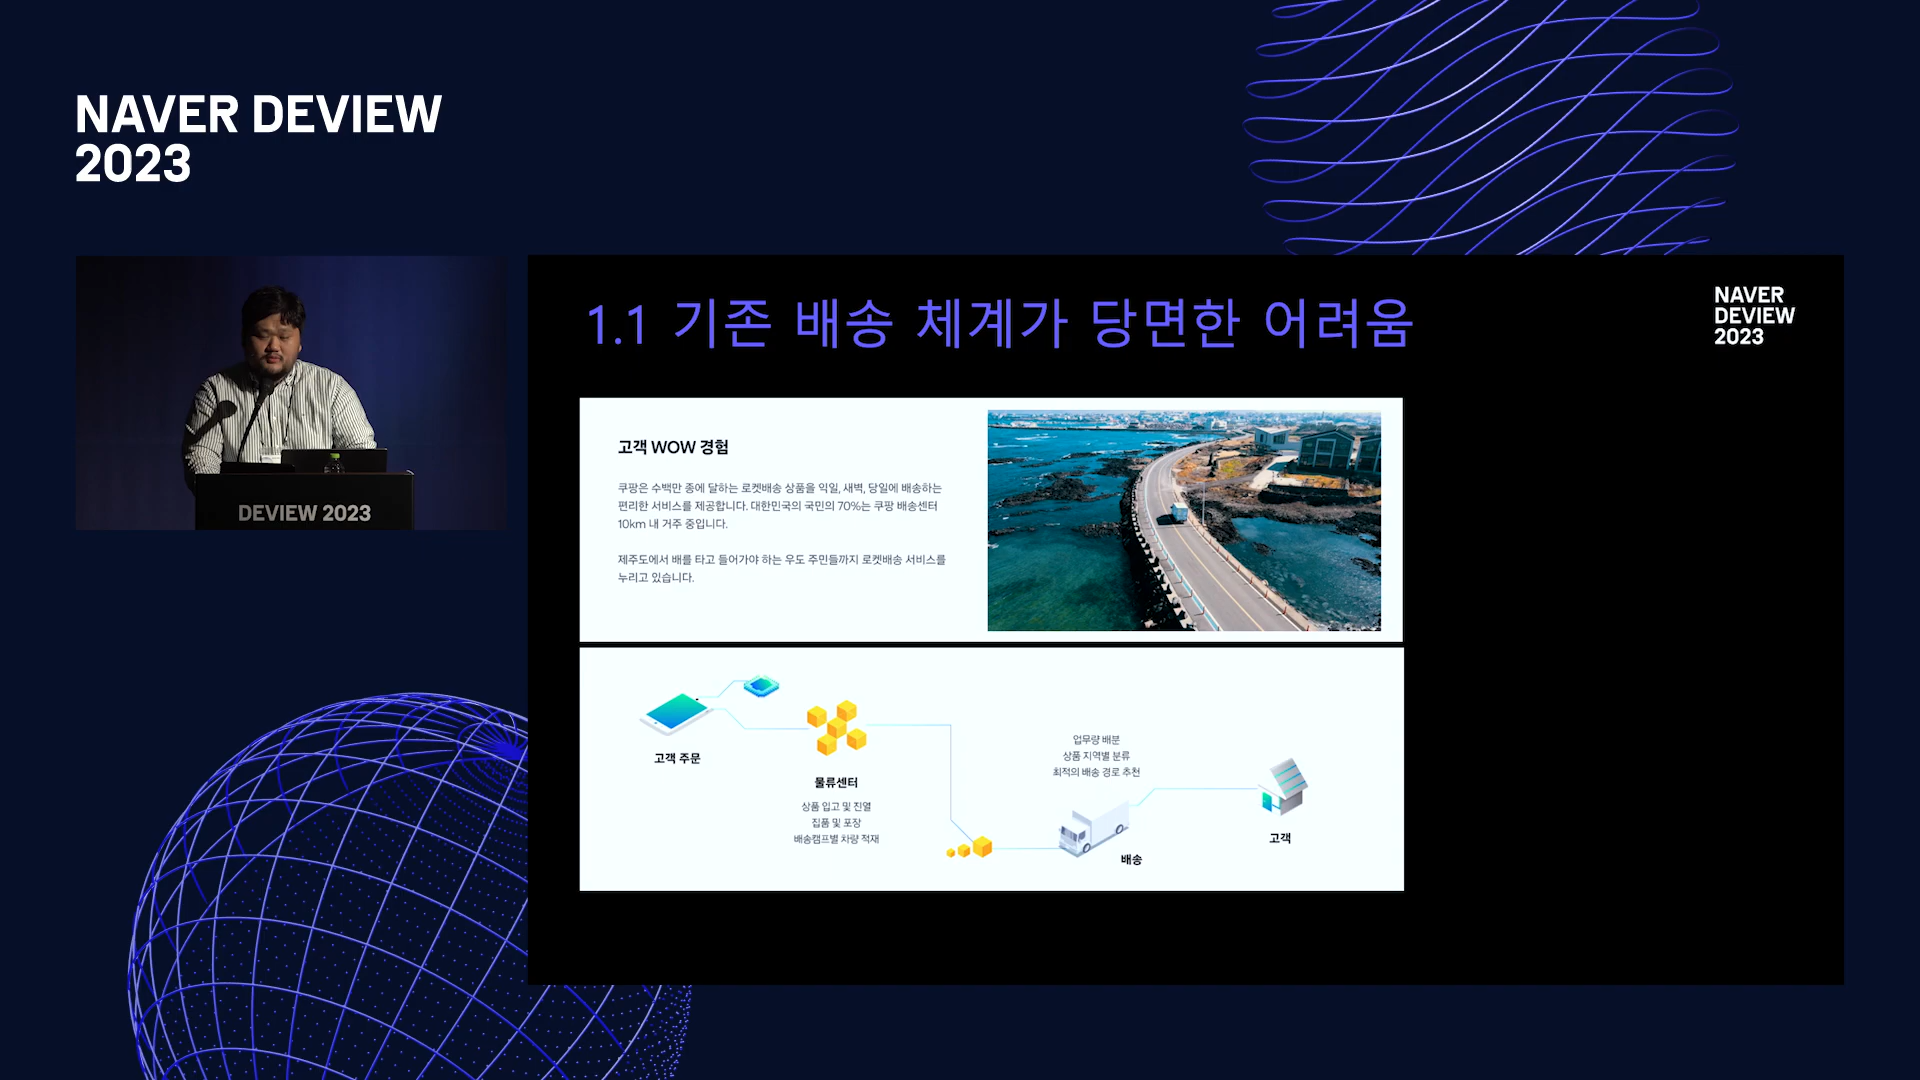 NAVER DEVIEW
2023
DEVIEW 2023
1.1 기존 배송 체계가 당면한 어려움
NAVER
DEVIEW
2023
고객 WOW 경험
쿠팡은 수백만 종에 달하는 로켓배송 상품을 익일, 새벽, 당일에 배송하는
편리한 서비스를 제공합니다. 대한민국의 국민의 70%는 쿠팡 배송센터
10km 내 거주 중입니다.
제주도에서 배를 타고 들어가야 하는 우도 주민들까지 로켓배송 서비스를
누리고 있습니다.
고객 주문
물류센터
상품 입고 및 진열
집품 및 포장
배송캠프별 차량 적재
업무량 배분
상품 지역별 분류
최적의 배송 경로 추천
배송
고객